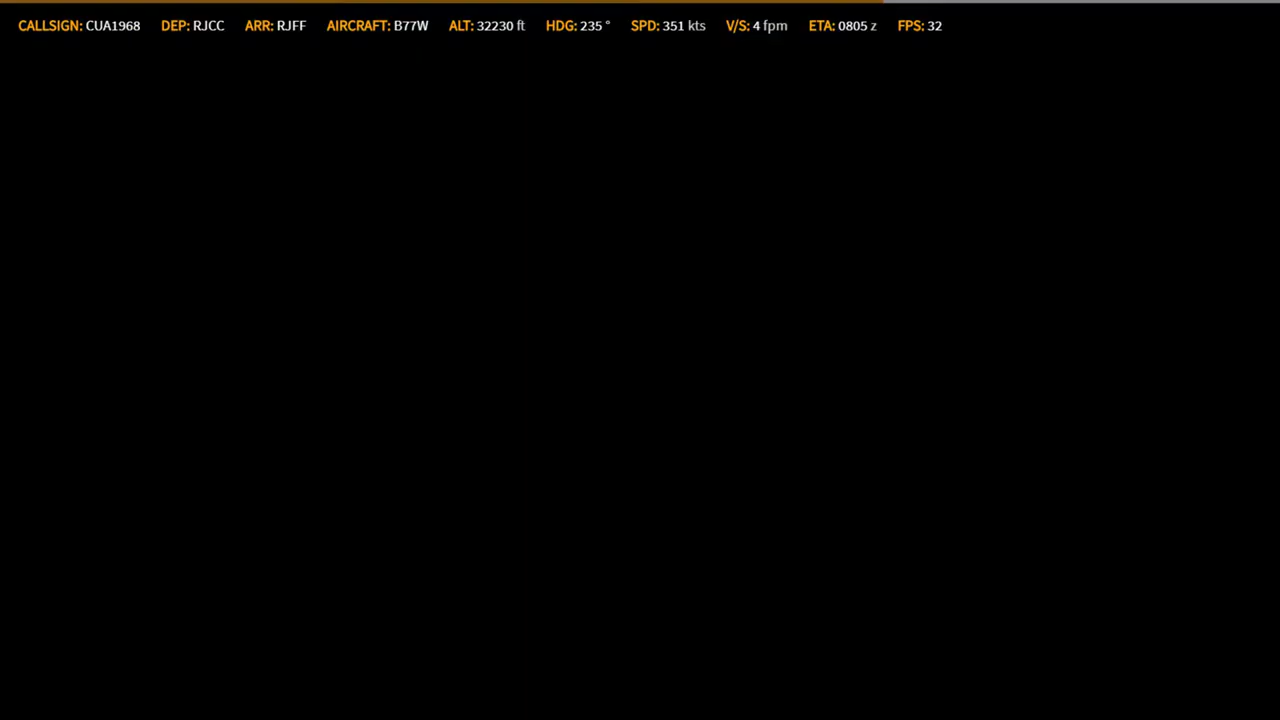 CALLSIGN: CUA1968 DEP: RJCC ARR: RJFF AIRCRAFT: B77W ALT: 32230 ft HDG: 235 ° SPD: 351 kts V/S: 4 fpm ETA: 0805 z FPS: 32